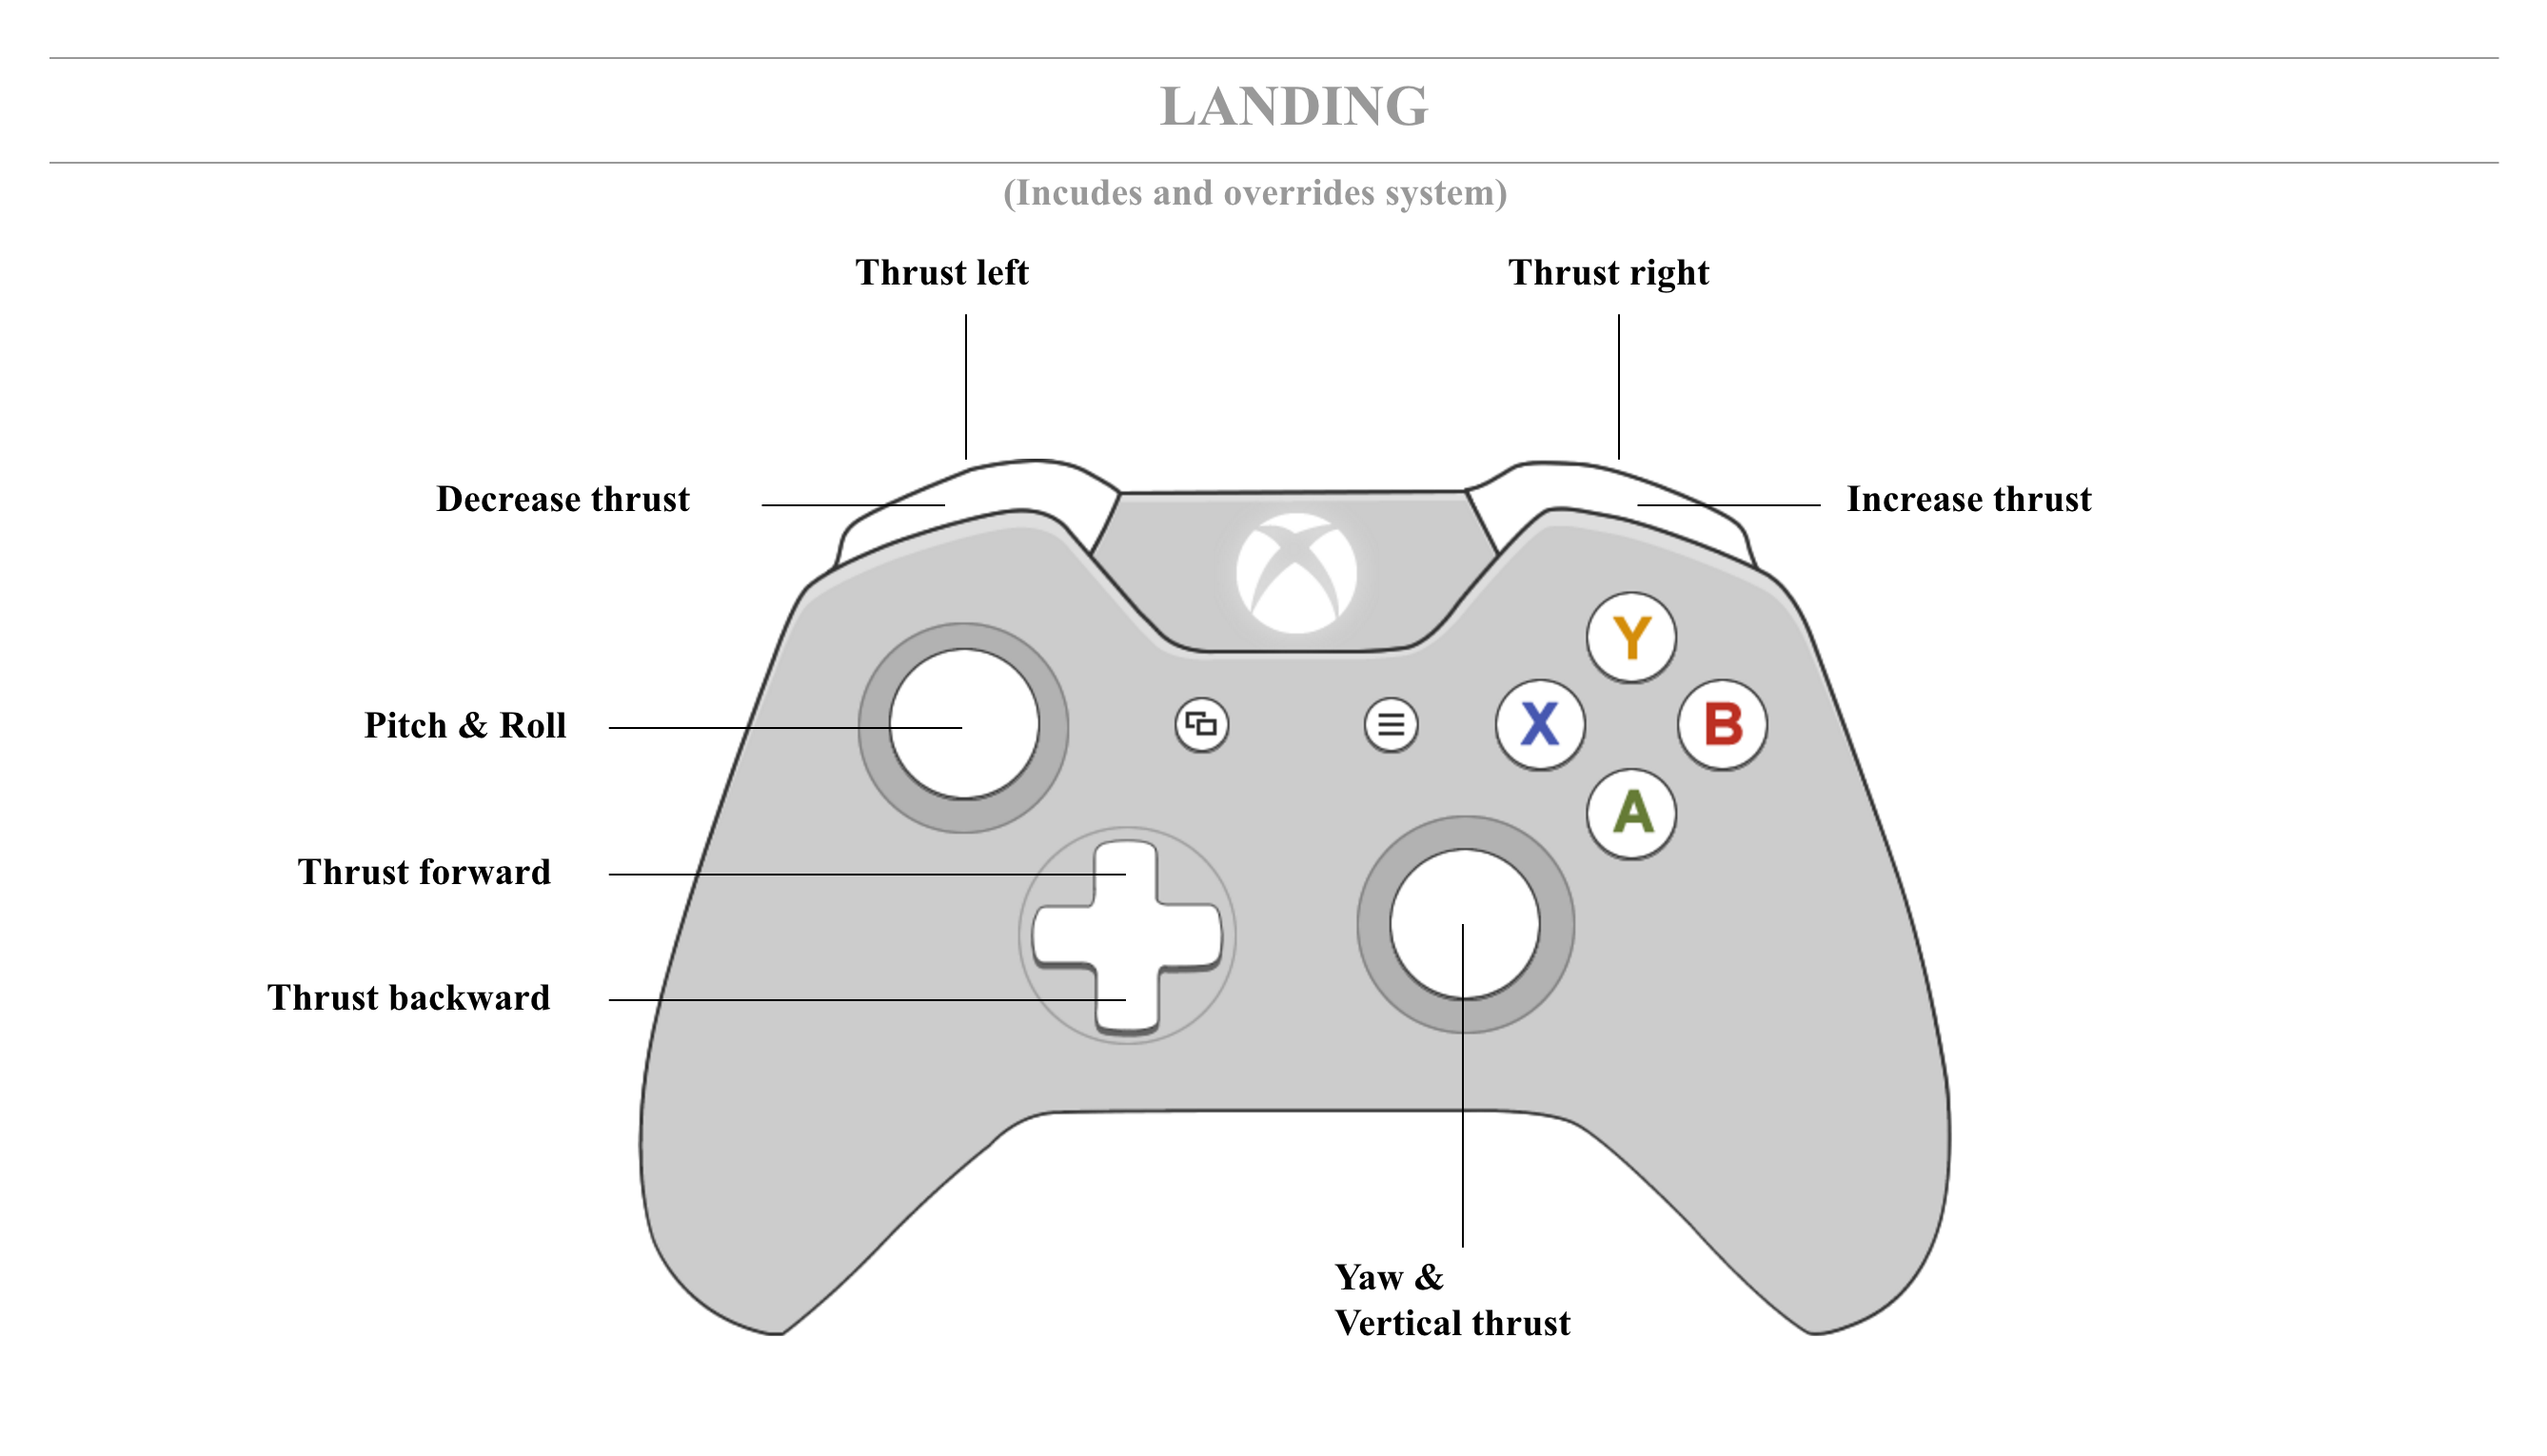 LANDING
(Incudes and overrides system)
Thrust left
Thrust right
Decrease thrust
Increase thrust
Y
Pitch & Roll
X
B
A
Thrust forward
Thrust backward
Yaw &
Vertical thrust